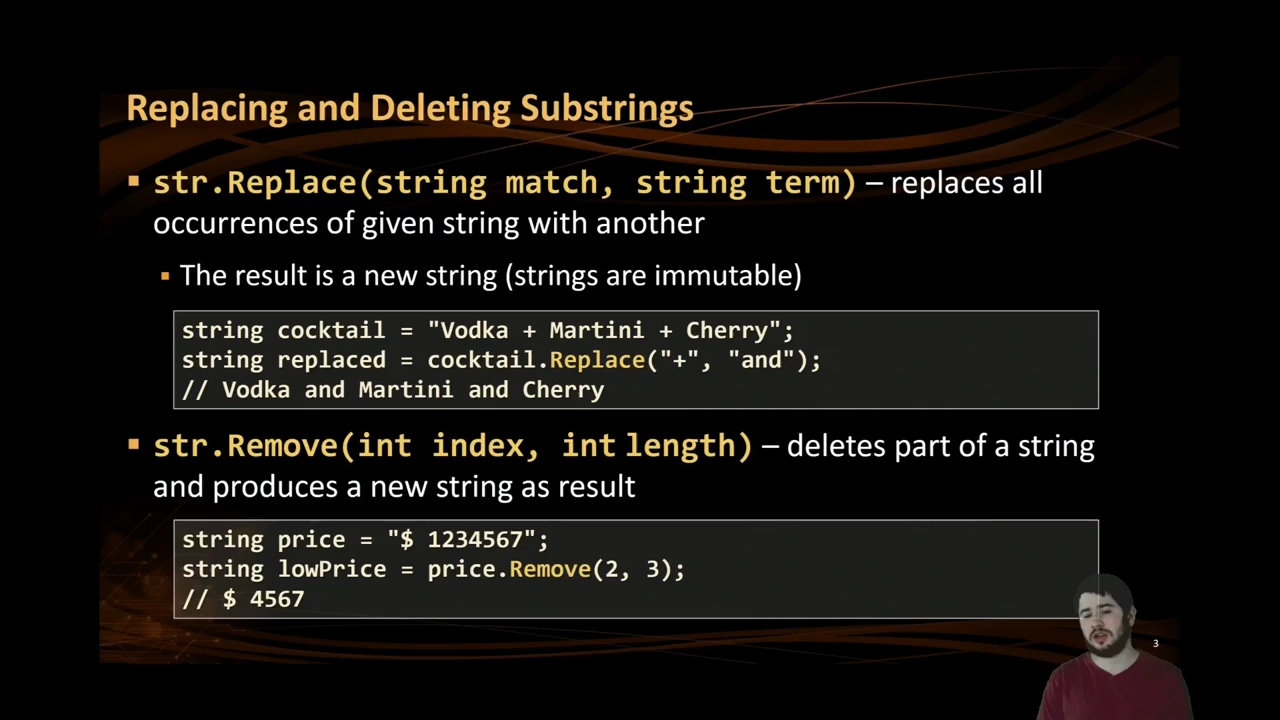 Replacing and Deleting Substrings
▪ str.Replace(string match, string term) – replaces all
occurrences of given string with another
▪ The result is a new string (strings are immutable)
string cocktail = "Vodka + Martini + Cherry";
string replaced = cocktail.Replace("+", "and");
// Vodka and Martini and Cherry
▪ str.Remove(int index, int length) – deletes part of a string
and produces a new string as result
string price = "$ 1234567";
string lowPrice = price.Remove(2, 3);
// $ 4567
3